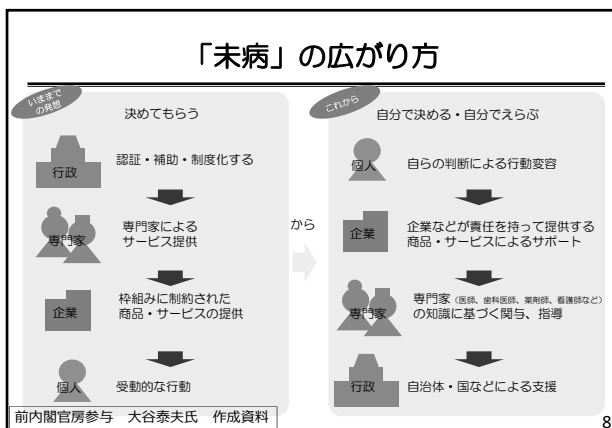 「未病」の広がり方
いままで
の発想
決めてもらう
行政
認証・補助・制度化する
専門家
専門家による
サービス提供
企業
枠組みに制約された
商品・サービスの提供
個人
受動的な行動
から
これから
自分で決める・自分でえらぶ
個人
自らの判断による行動変容
企業
企業などが責任を持って提供する
商品・サービスによるサポート
専門家
専門家（医師、歯科医師、薬剤師、看護師など）
の知識に基づく関与、指導
行政
自治体・国などによる支援
前内閣官房参与　大谷泰夫氏　作成資料
8